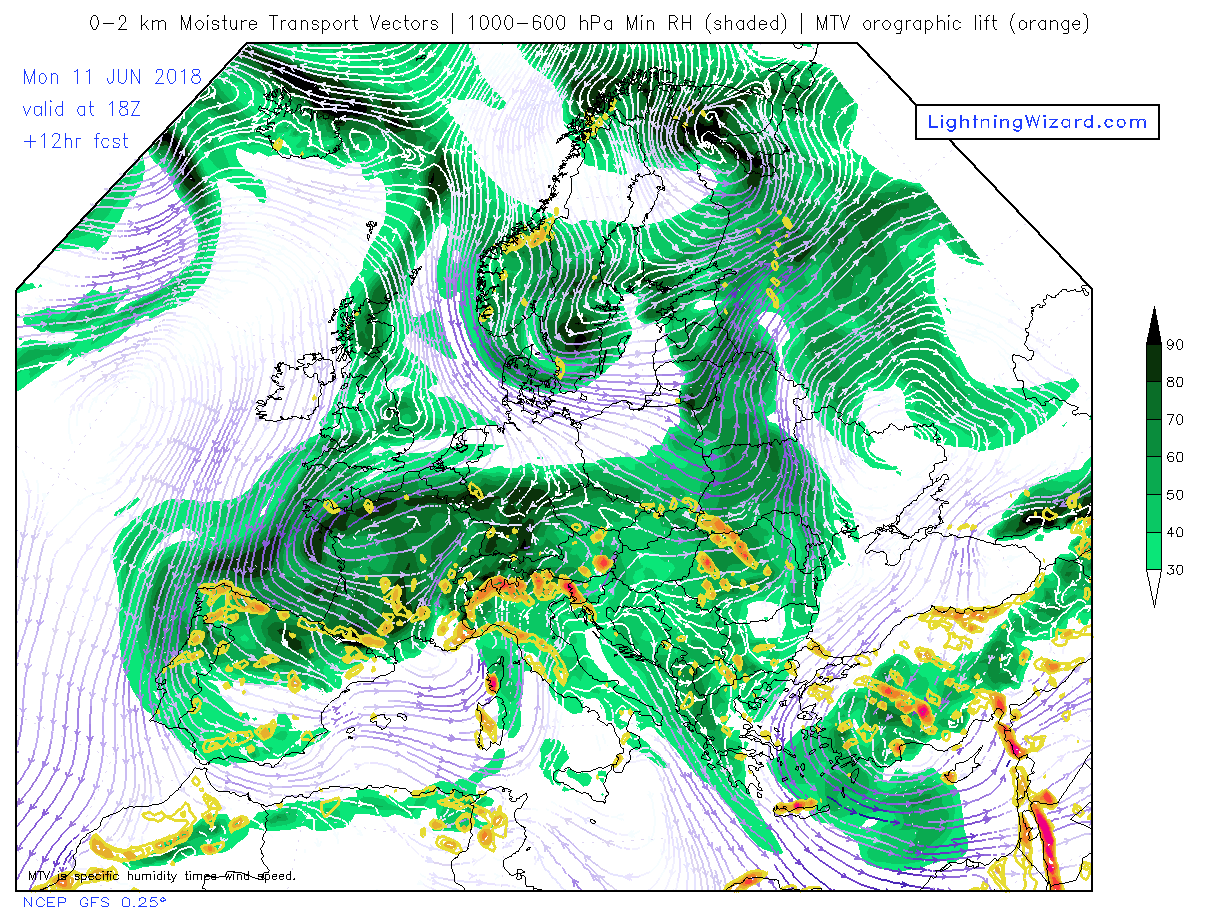 0-2 km Moisture Transport Vectors | 1000-600 hPa Min RH (shaded) | MTV orographic lift (orange)
Mon 11 JUN 2018
valid at 18Z
+12hr fcst
LightningWizard.com
90
80
70
60
50
40
30
MTV is specific humidity times wind speed.
NCEP GFS 0.25°